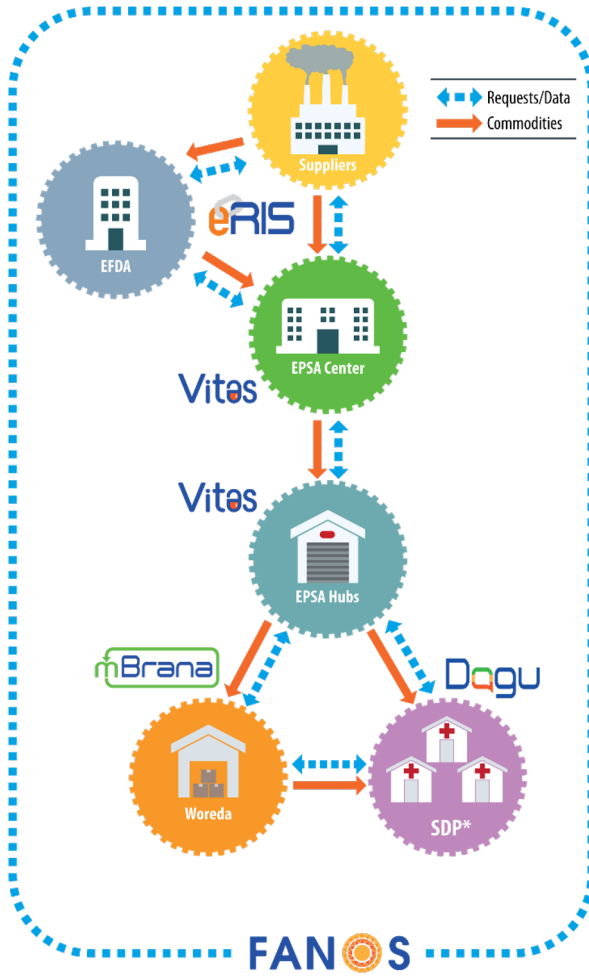 Requests/Data
Commodities
Suppliers
eRIS
EFDA
EPSA Center
Vitas
Vitas
EPSA Hubs
mBrana
Dagu
Woreda
SDP*
FANOS